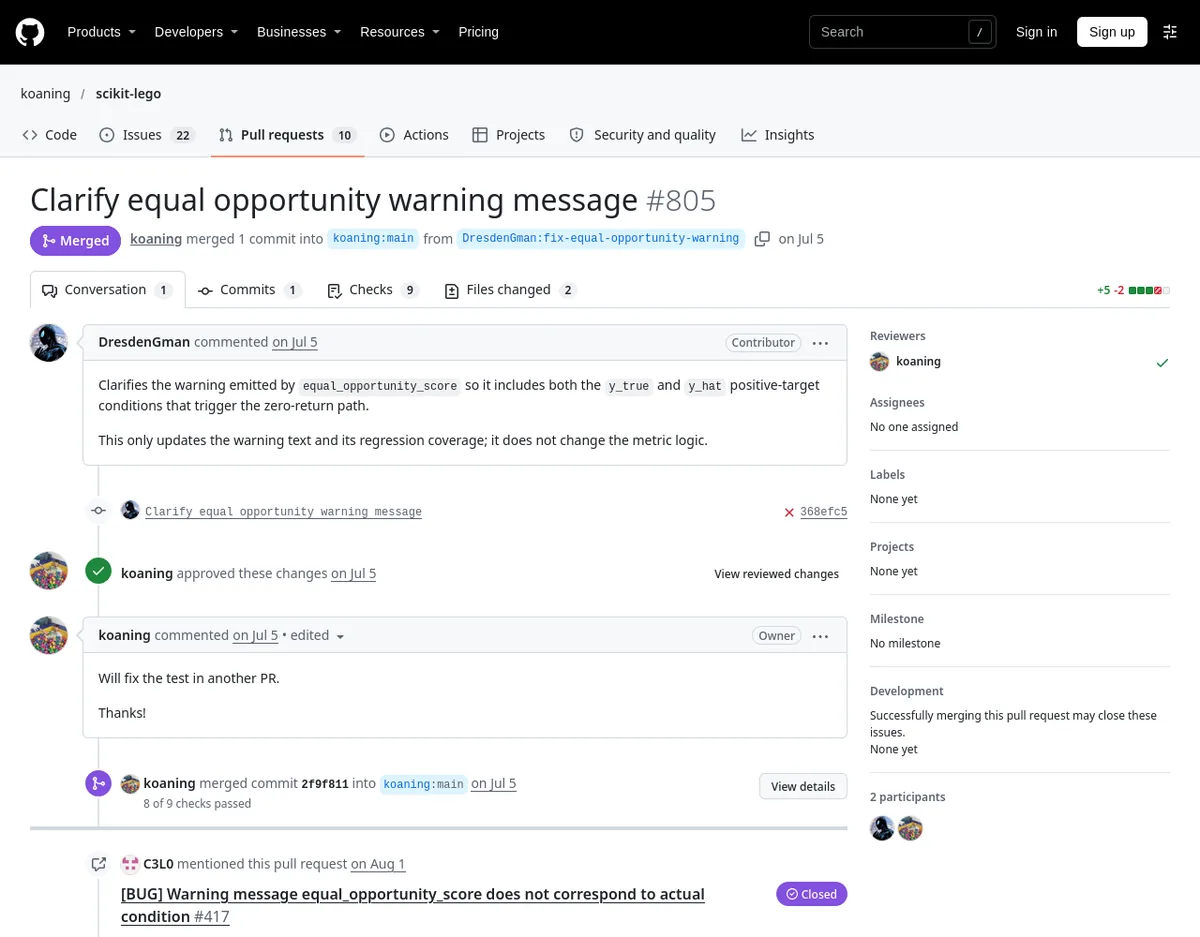 Products Developers Businesses Resources Pricing Search / Sign in Sign up
koaning / scikit-lego
Code Issues 22 Pull requests 10 Actions Projects Security and quality Insights
Clarify equal opportunity warning message #805
Merged koaning merged 1 commit into koaning:main from DresdenGman:fix-equal-opportunity-warning on Jul 5
Conversation 1 Commits 1 Checks 9 Files changed 2 +5 -2
DresdenGman commented on Jul 5 Contributor
Clarifies the warning emitted by equal_opportunity_score so it includes both the y_true and y_hat positive-target
conditions that trigger the zero-return path.
This only updates the warning text and its regression coverage; it does not change the metric logic.
Clarify equal opportunity warning message 368efc5
koaning approved these changes on Jul 5 View reviewed changes
koaning commented on Jul 5 • edited Owner
Will fix the test in another PR.
Thanks!
koaning merged commit 2f9f811 into koaning:main on Jul 5 View details
8 of 9 checks passed
C3L0 mentioned this pull request on Aug 1
[BUG] Warning message equal_opportunity_score does not correspond to actual
condition #417
Closed
Reviewers
koaning
Assignees
No one assigned
Labels
None yet
Projects
None yet
Milestone
No milestone
Development
Successfully merging this pull request may close these
issues.
None yet
2 participants